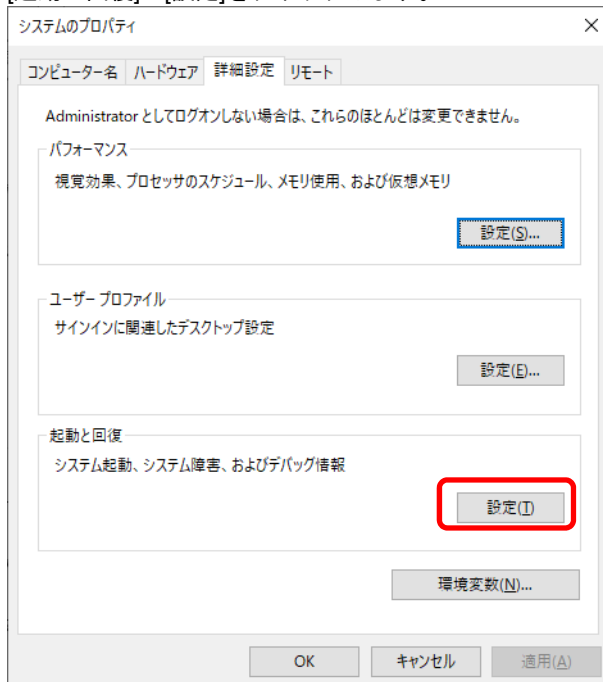 システムのプロパティ
コンピューター名 ハードウェア 詳細設定 リモート
Administrator としてログオンしない場合は、これらのほとんどは変更できません。
パフォーマンス
視覚効果、プロセッサのスケジュール、メモリ使用、および仮想メモリ
設定(S)...
ユーザー プロファイル
サインインに関連したデスクトップ設定
設定(E)...
起動と回復
システム起動、システム障害、およびデバッグ情報
設定(T)
環境変数(N)...
OK キャンセル 適用(A)